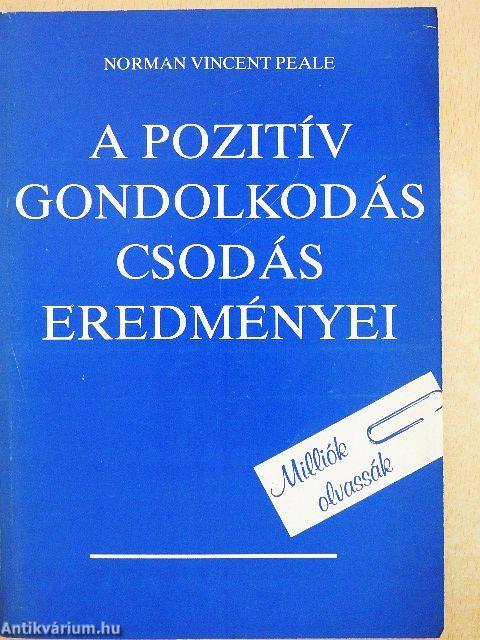 NORMAN VINCENT PEALE
A POZITÍV
GONDOLKODÁS
CSODÁS
EREDMÉNYEI
Milliók
olvassák
Antikvárium.hu